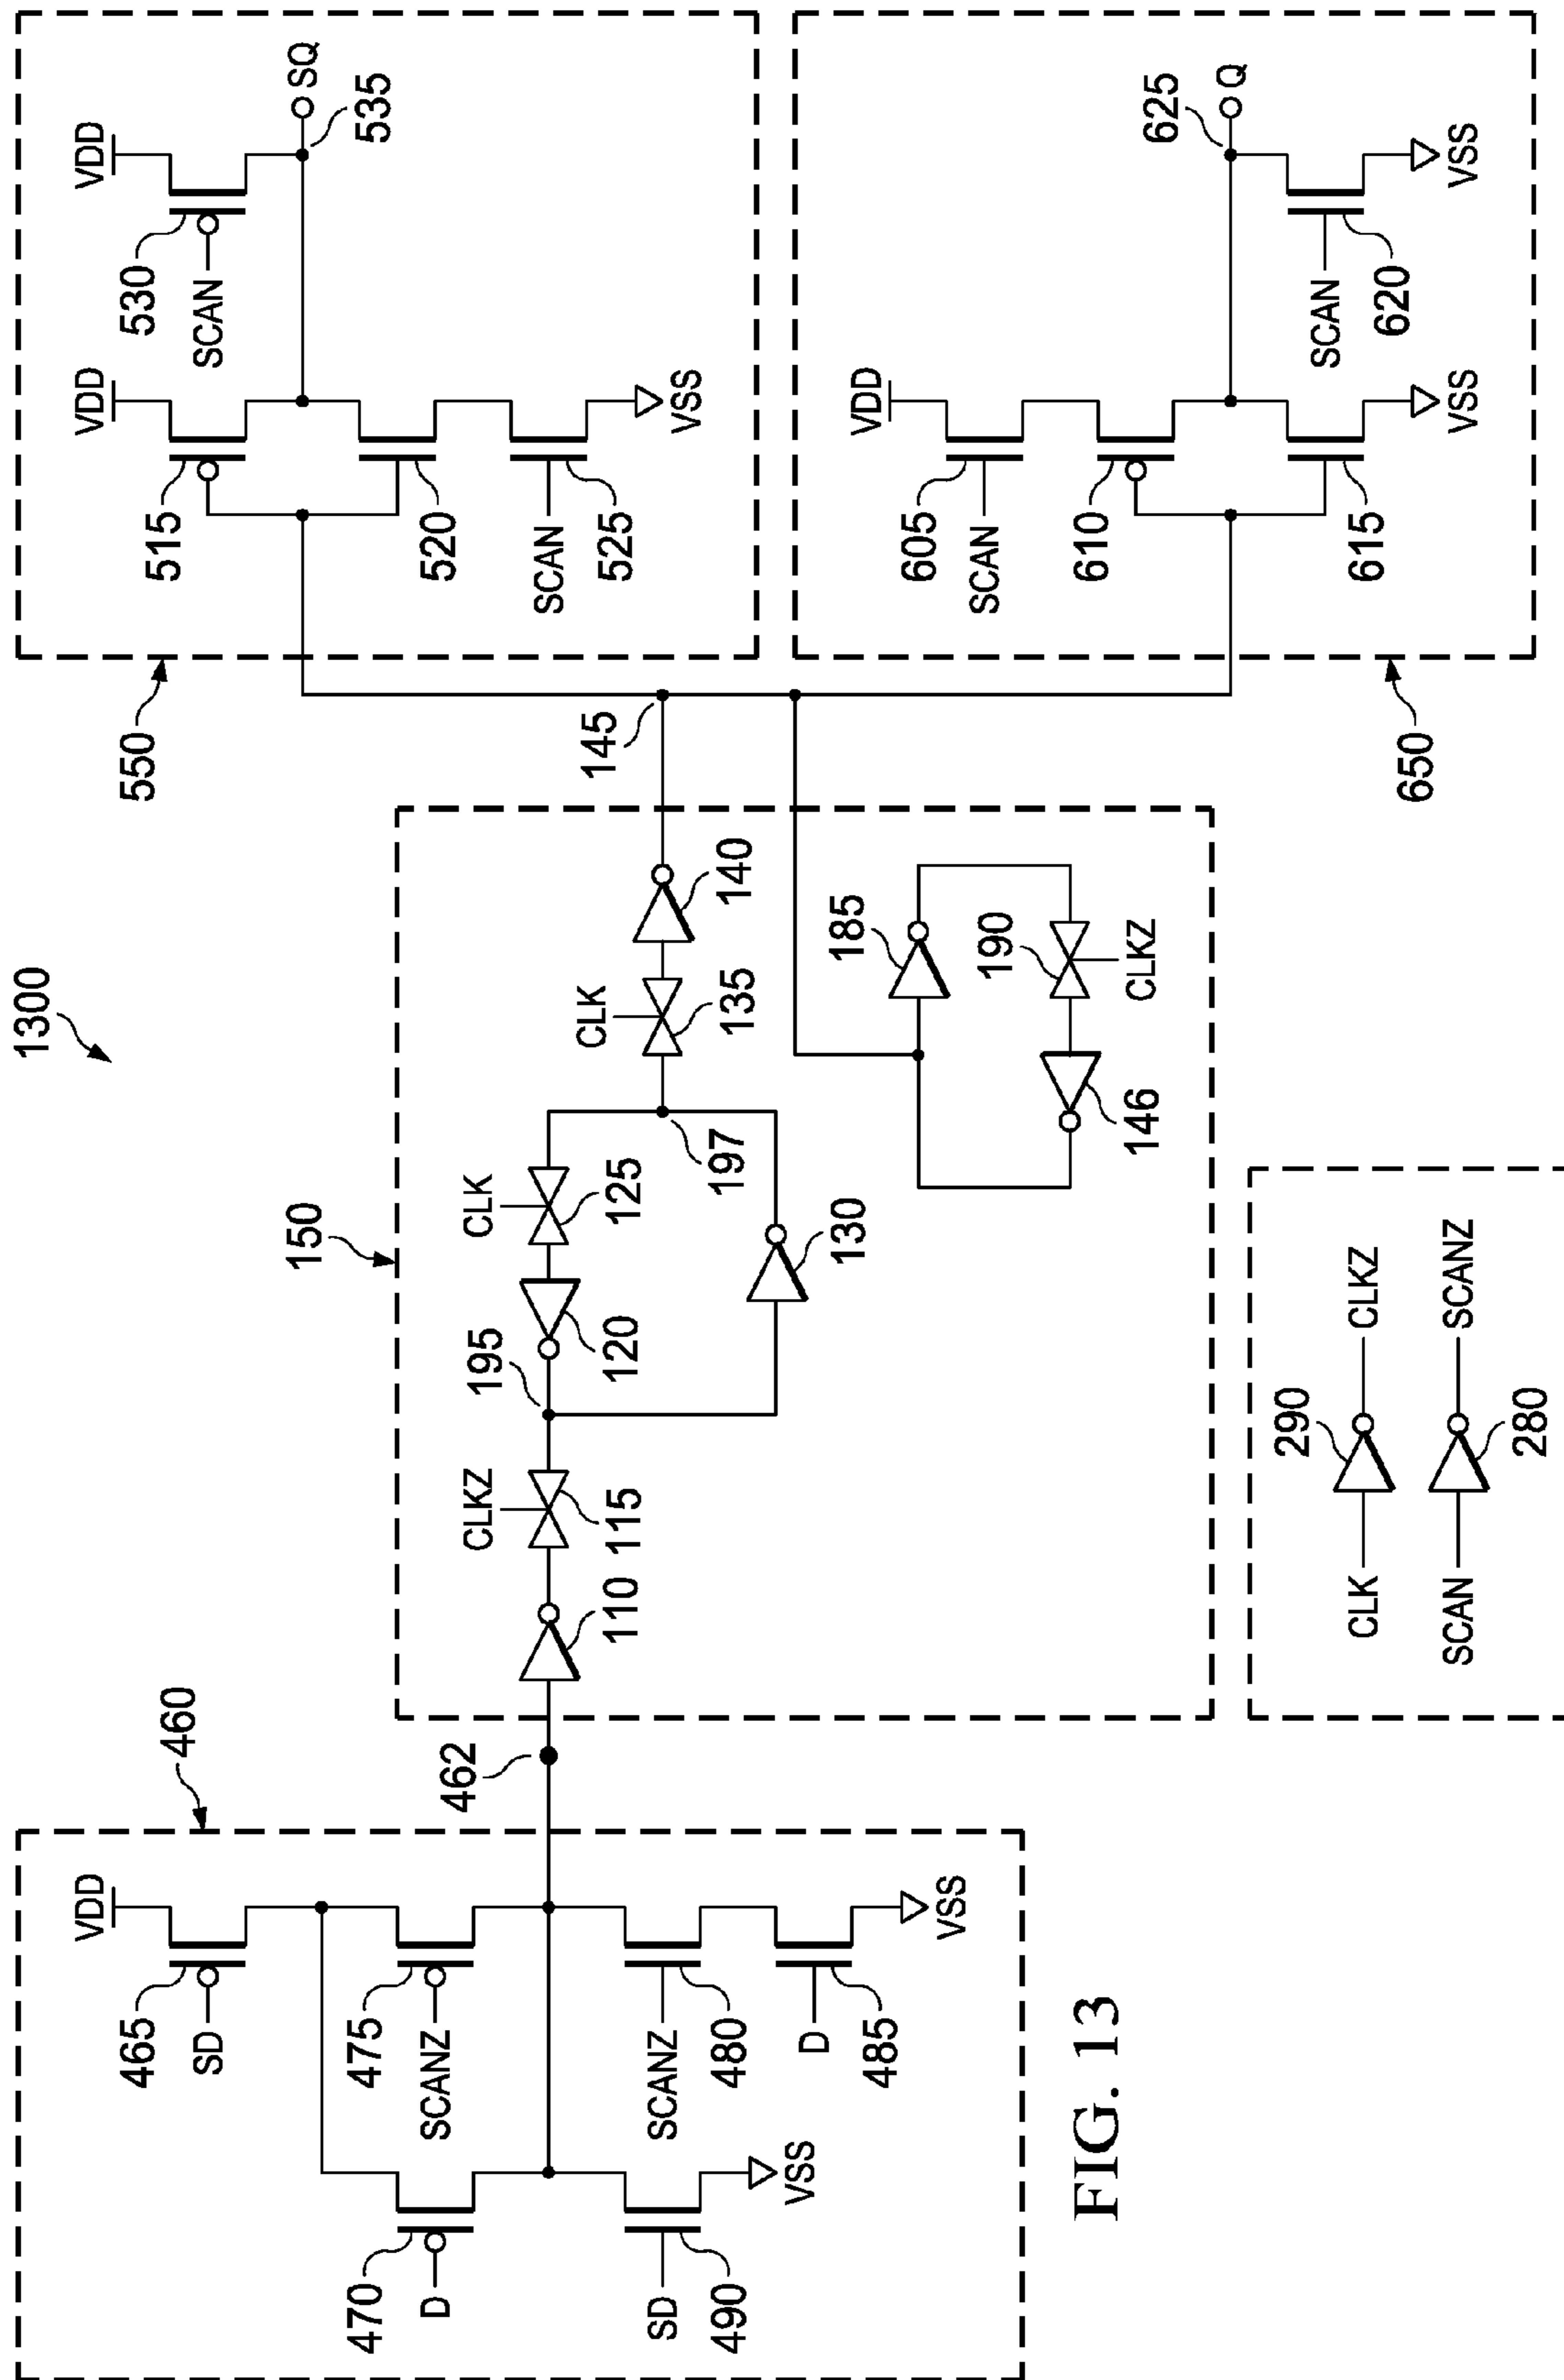 1300
460
VDD
465
SD
470
D
475
SCANZ
SCANZ
480
SD
490
VSS
D
485
VSS
462
150
110
CLKZ
115
195
120
CLK
125
130
197
CLK
135
140
145
185
190
CLKZ
146
290
CLK
CLKZ
SCAN
SCANZ
280
550
VDD
515
520
SCAN
525
VSS
VDD
530
SCAN
SQ
535
650
VDD
605
SCAN
610
615
VSS
625
Q
SCAN
620
VSS
FIG. 13